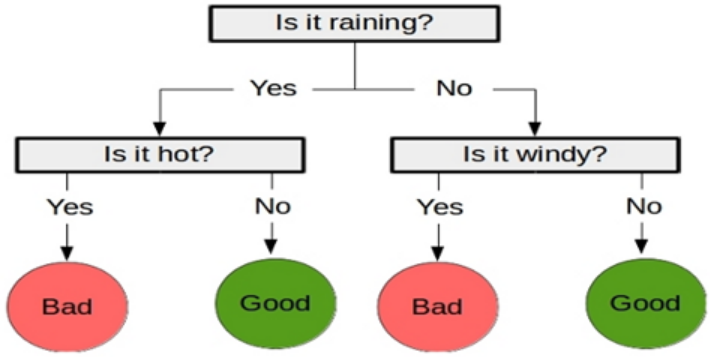 Is it raining?
Yes
No
Is it hot?
Is it windy?
Yes
No
Yes
No
Bad
Good
Bad
Good